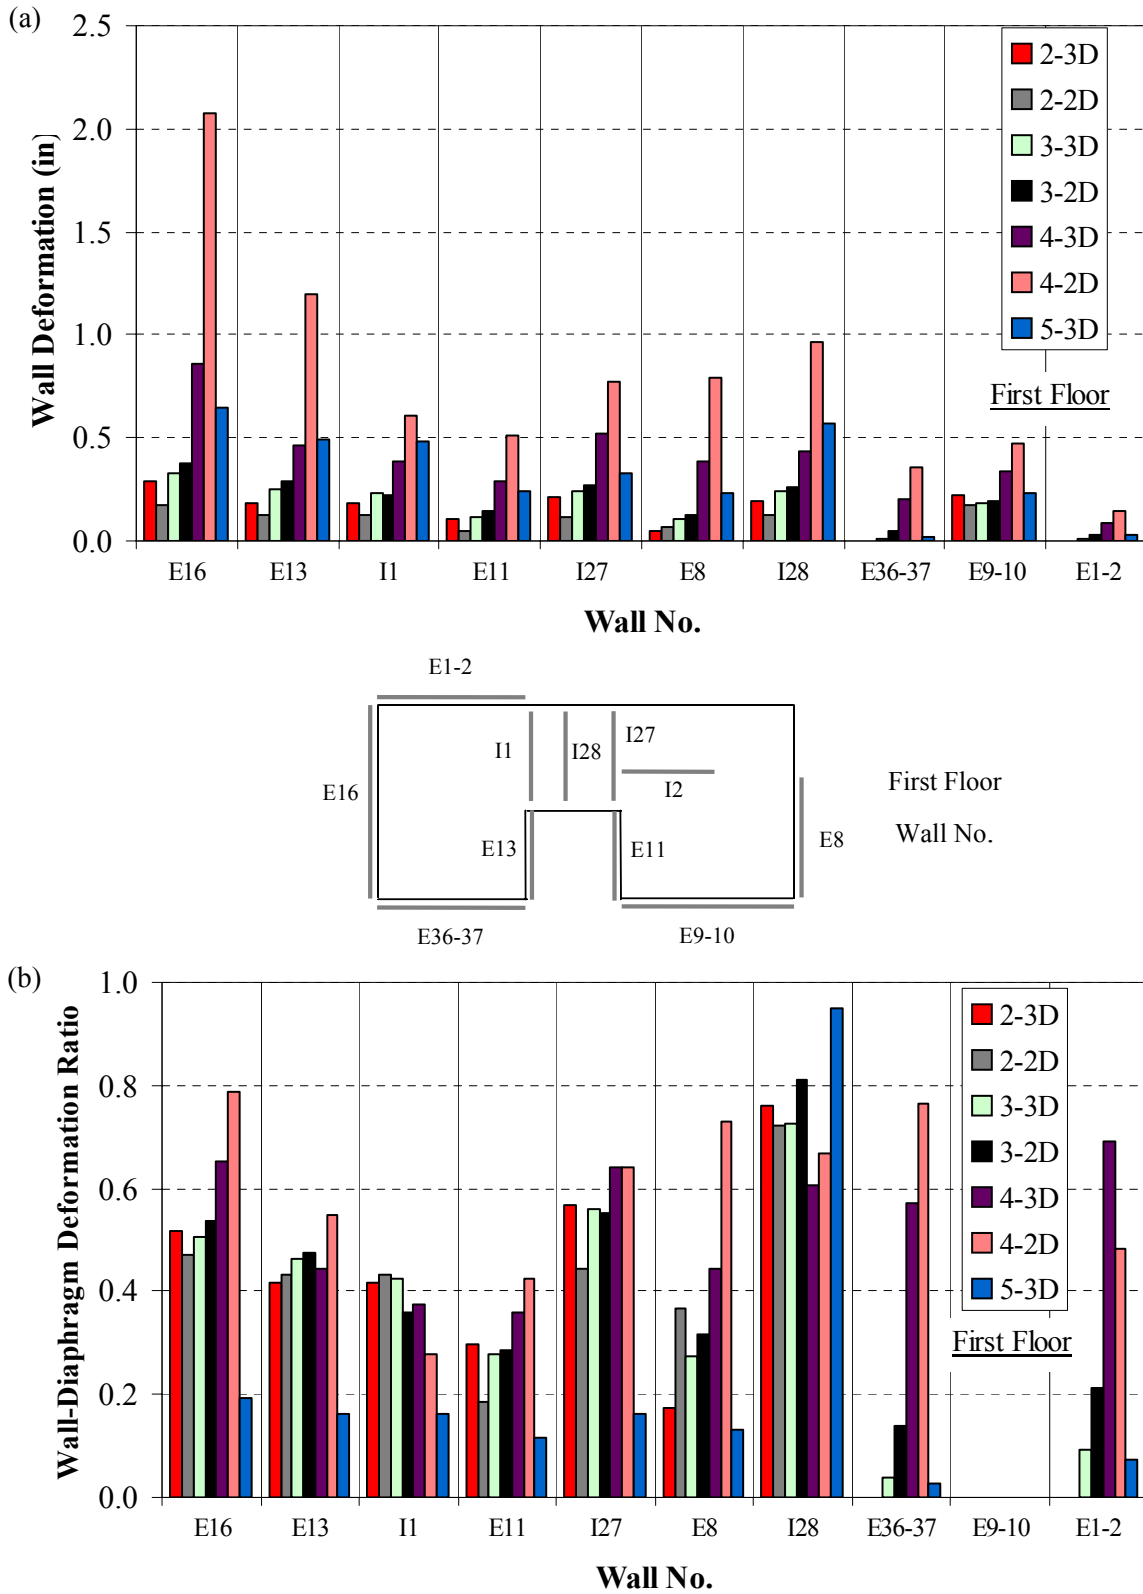 (a)
2.5
2.0
1.5
1.0
0.5
0.0
Wall Deformation (in)
2-3D
2-2D
3-3D
3-2D
4-3D
4-2D
5-3D
First Floor
E16 E13 I1 E11 I27 E8 I28 E36-37 E9-10 E1-2
Wall No.
E1-2
I1 I28 I27
E16 I2 First Floor
E13 E11 E8 Wall No.
E36-37 E9-10
(b)
1.0
0.8
0.6
0.4
0.2
0.0
Wall-Diaphragm Deformation Ratio
2-3D
2-2D
3-3D
3-2D
4-3D
4-2D
5-3D
First Floor
E16 E13 I1 E11 I27 E8 I28 E36-37 E9-10 E1-2
Wall No.